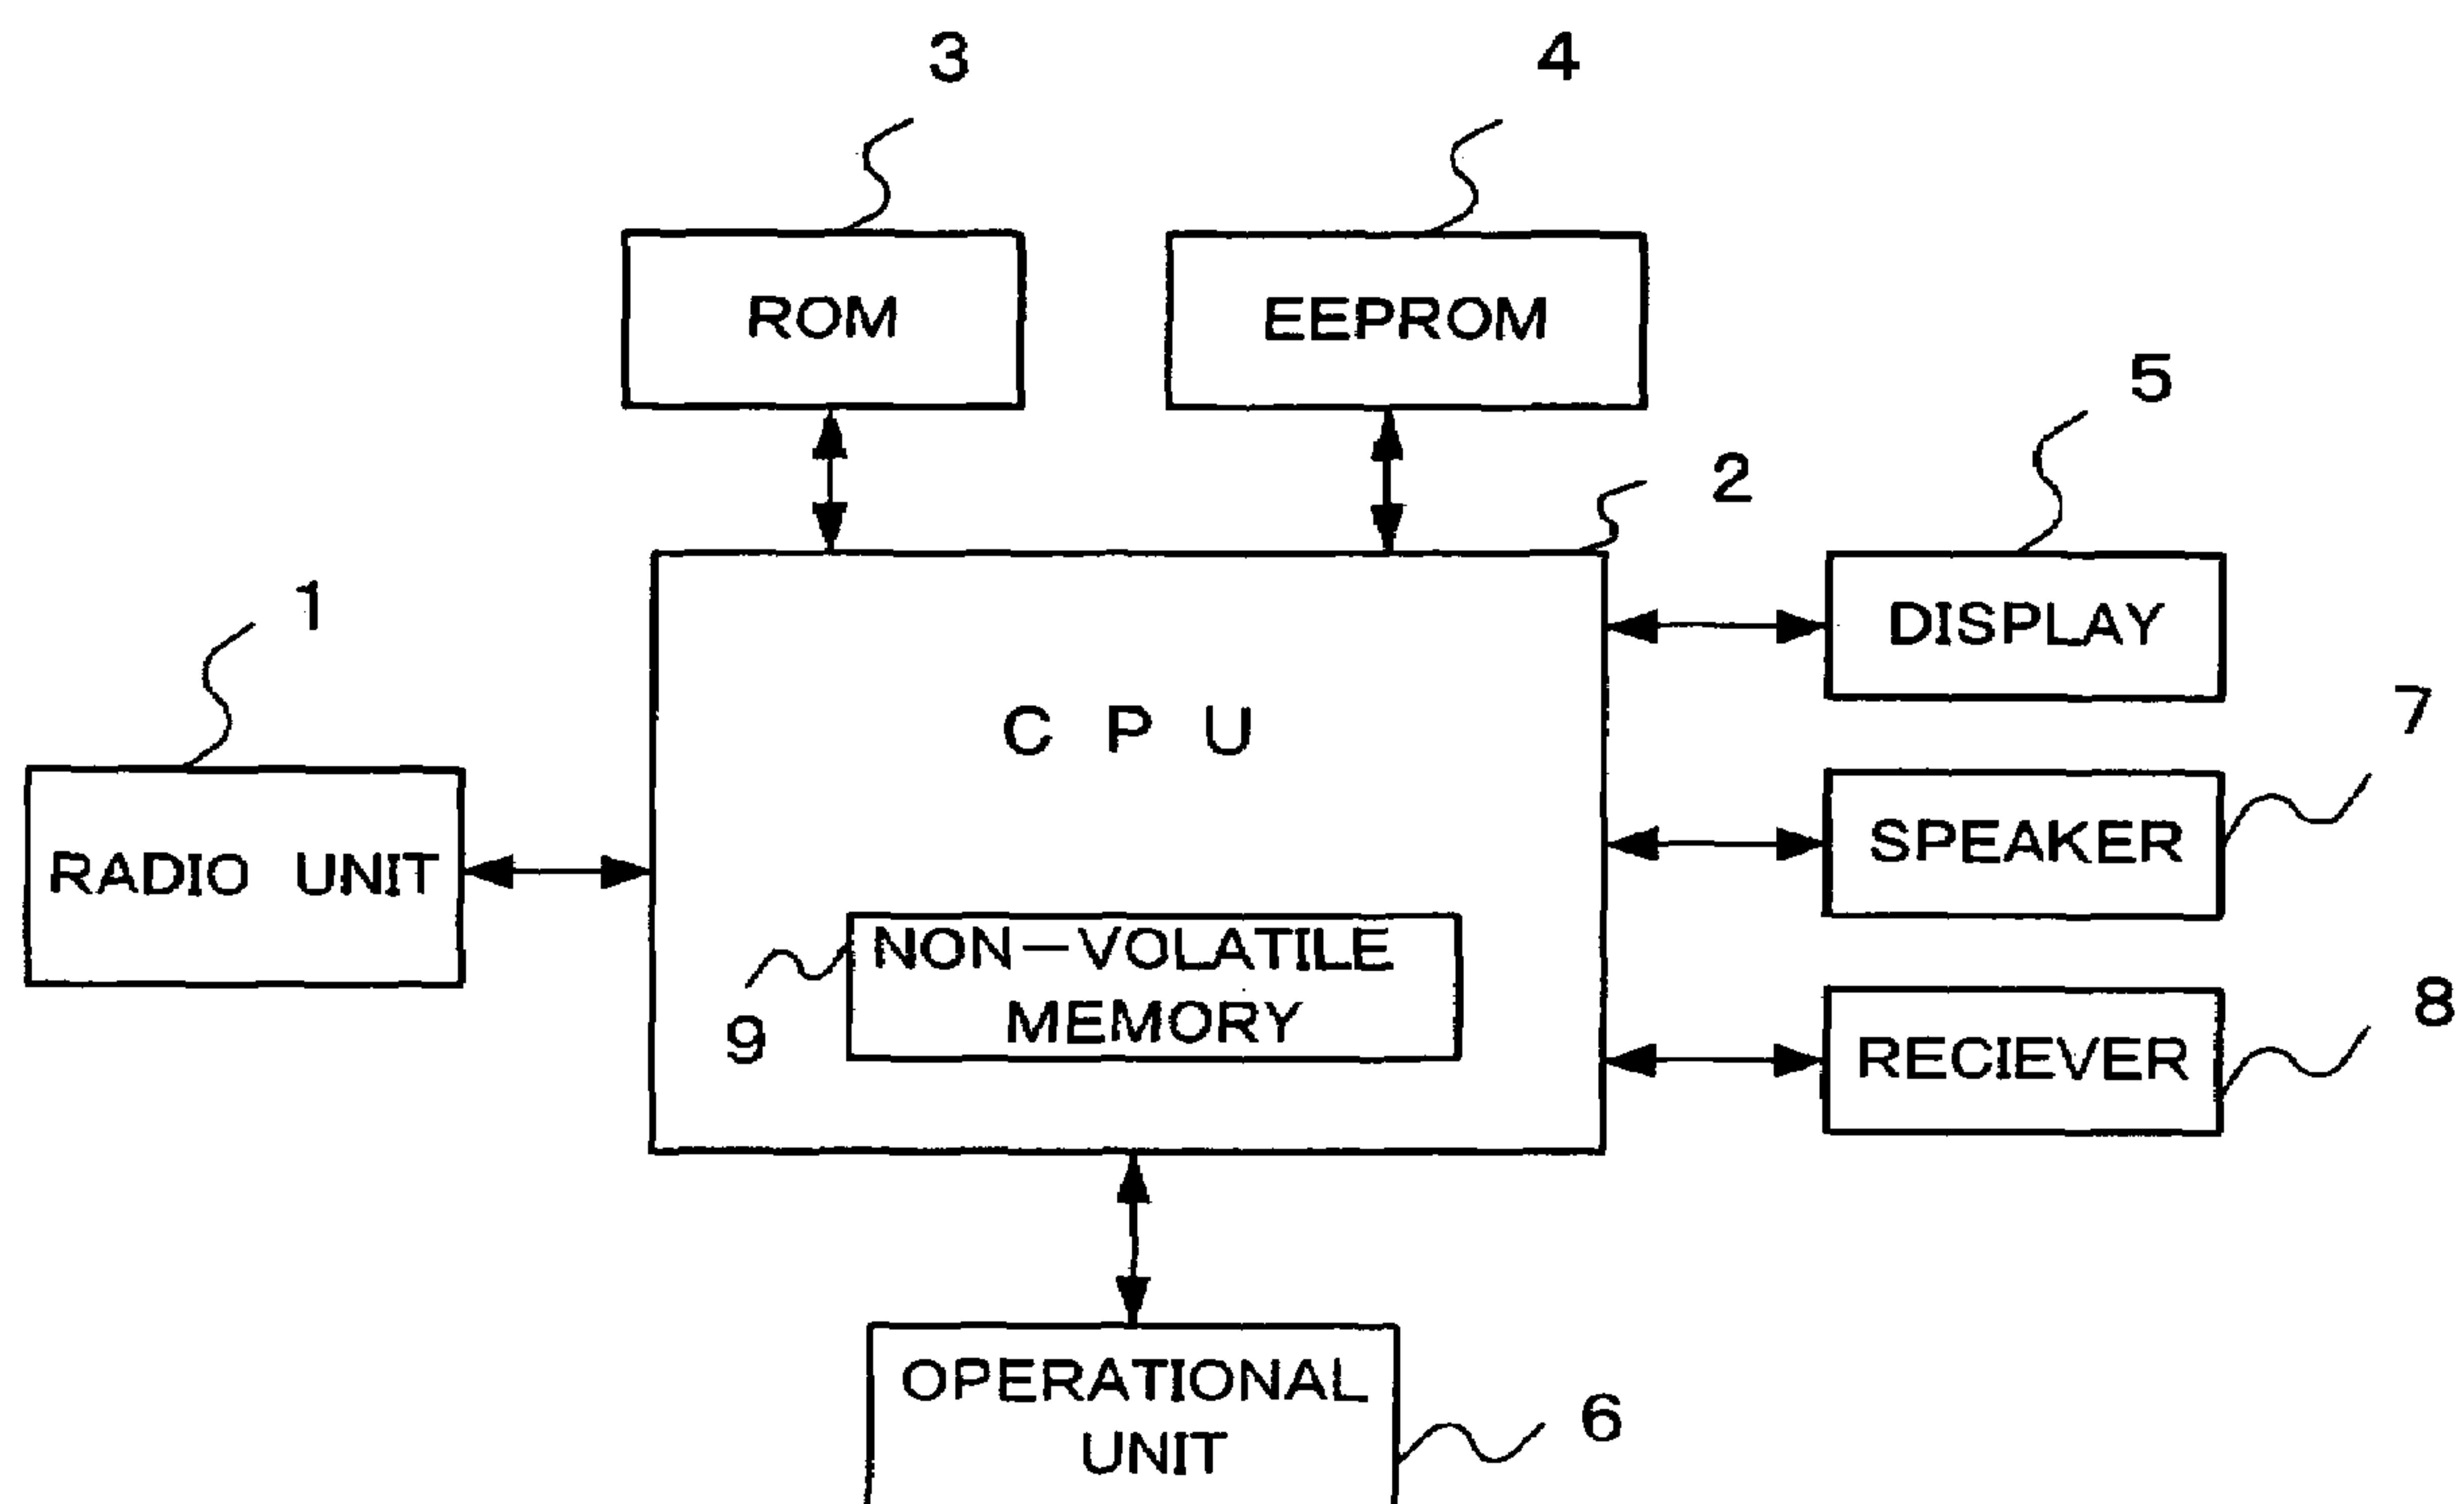 3
4
ROM
EEPROM
5
2
1
DISPLAY
C P U
7
SPEAKER
RADIO UNIT
NON—VOLATILE
MEMORY
9
8
RECIEVER
OPERATIONAL
UNIT
6